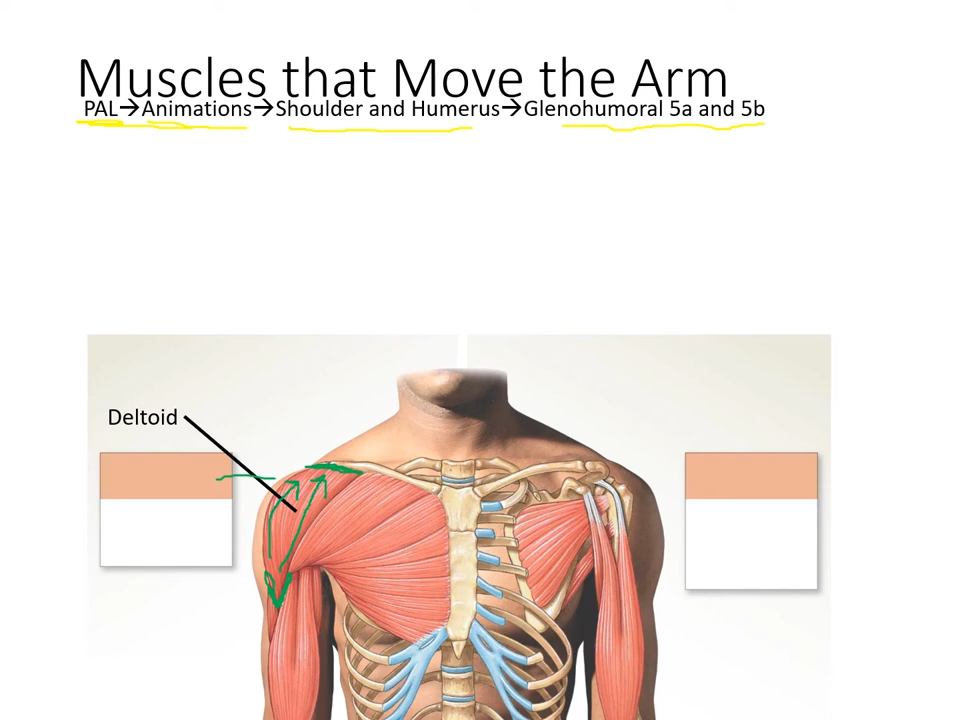 Muscles that Move the Arm
PAL→Animations→Shoulder and Humerus→Glenohumoral 5a and 5b
Deltoid